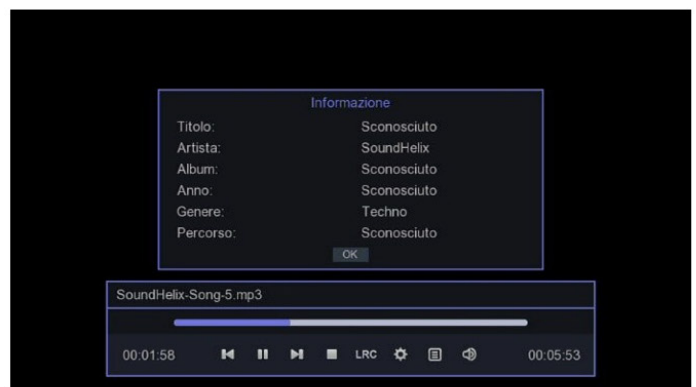 Informazione
Titolo: Sconosciuto
Artista: SoundHelix
Album: Sconosciuto
Anno: Sconosciuto
Genere: Techno
Percorso: Sconosciuto
OK
SoundHelix-Song-5.mp3
00:01:58 LRC 00:05:53